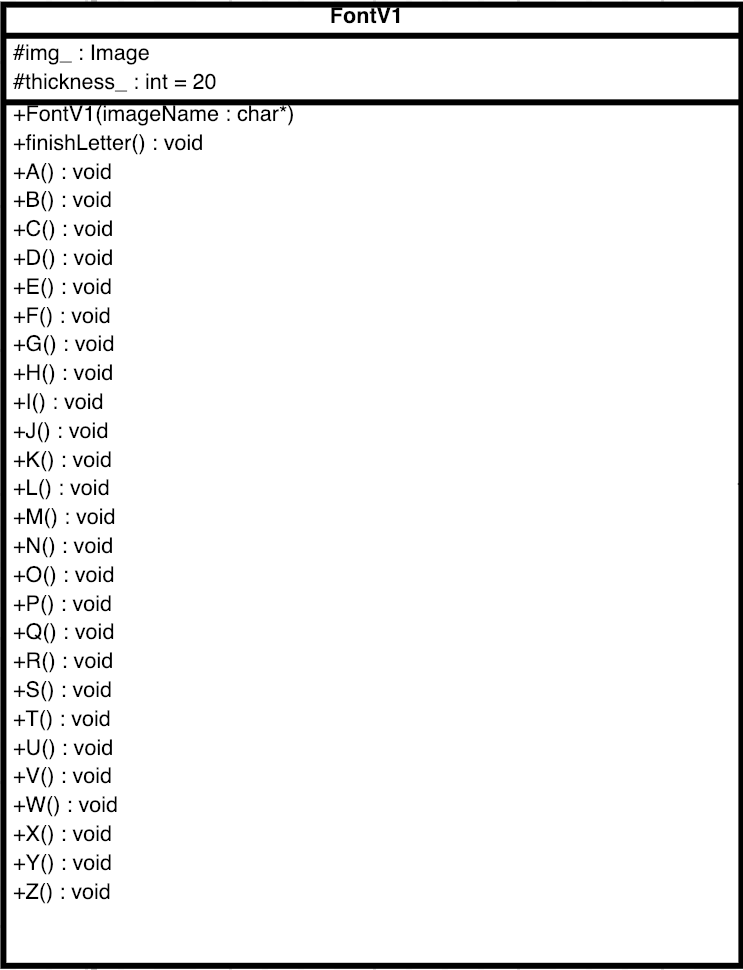 FontV1
#img_ : Image
#thickness_ : int = 20
+FontV1(imageName : char*)
+finishLetter() : void
+A() : void
+B() : void
+C() : void
+D() : void
+E() : void
+F() : void
+G() : void
+H() : void
+I() : void
+J() : void
+K() : void
+L() : void
+M() : void
+N() : void
+O() : void
+P() : void
+Q() : void
+R() : void
+S() : void
+T() : void
+U() : void
+V() : void
+W() : void
+X() : void
+Y() : void
+Z() : void